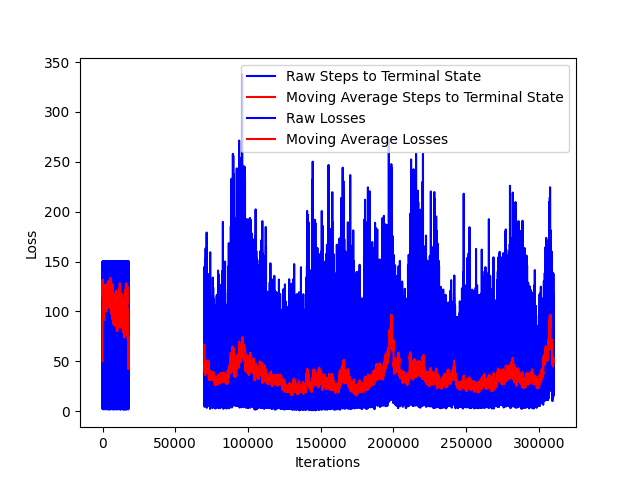 350
300
250
200
150
100
50
0
Loss
Raw Steps to Terminal State
Moving Average Steps to Terminal State
Raw Losses
Moving Average Losses
0 50000 100000 150000 200000 250000 300000
Iterations